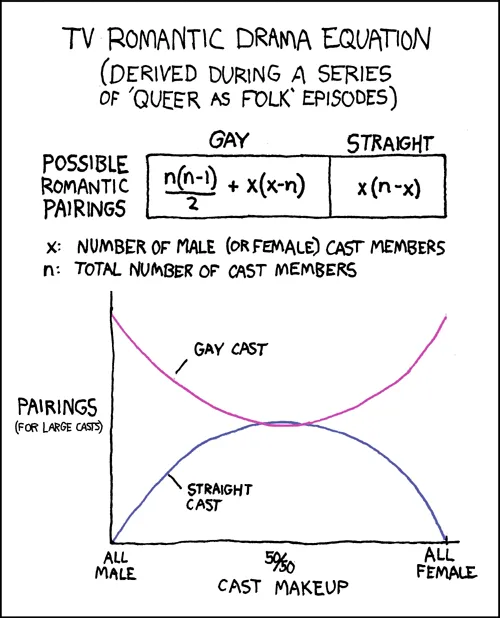 TV ROMANTIC DRAMA EQUATION
(DERIVED DURING A SERIES
OF 'QUEER AS FOLK' EPISODES)
GAY
STRAIGHT
POSSIBLE
ROMANTIC
PAIRINGS
n(n-1)/2 + x(x-n)
x(n-x)
x: NUMBER OF MALE (OR FEMALE) CAST MEMBERS
n: TOTAL NUMBER OF CAST MEMBERS
GAY CAST
PAIRINGS
(FOR LARGE CASTS)
STRAIGHT
CAST
ALL
MALE
50/50
ALL
FEMALE
CAST MAKEUP